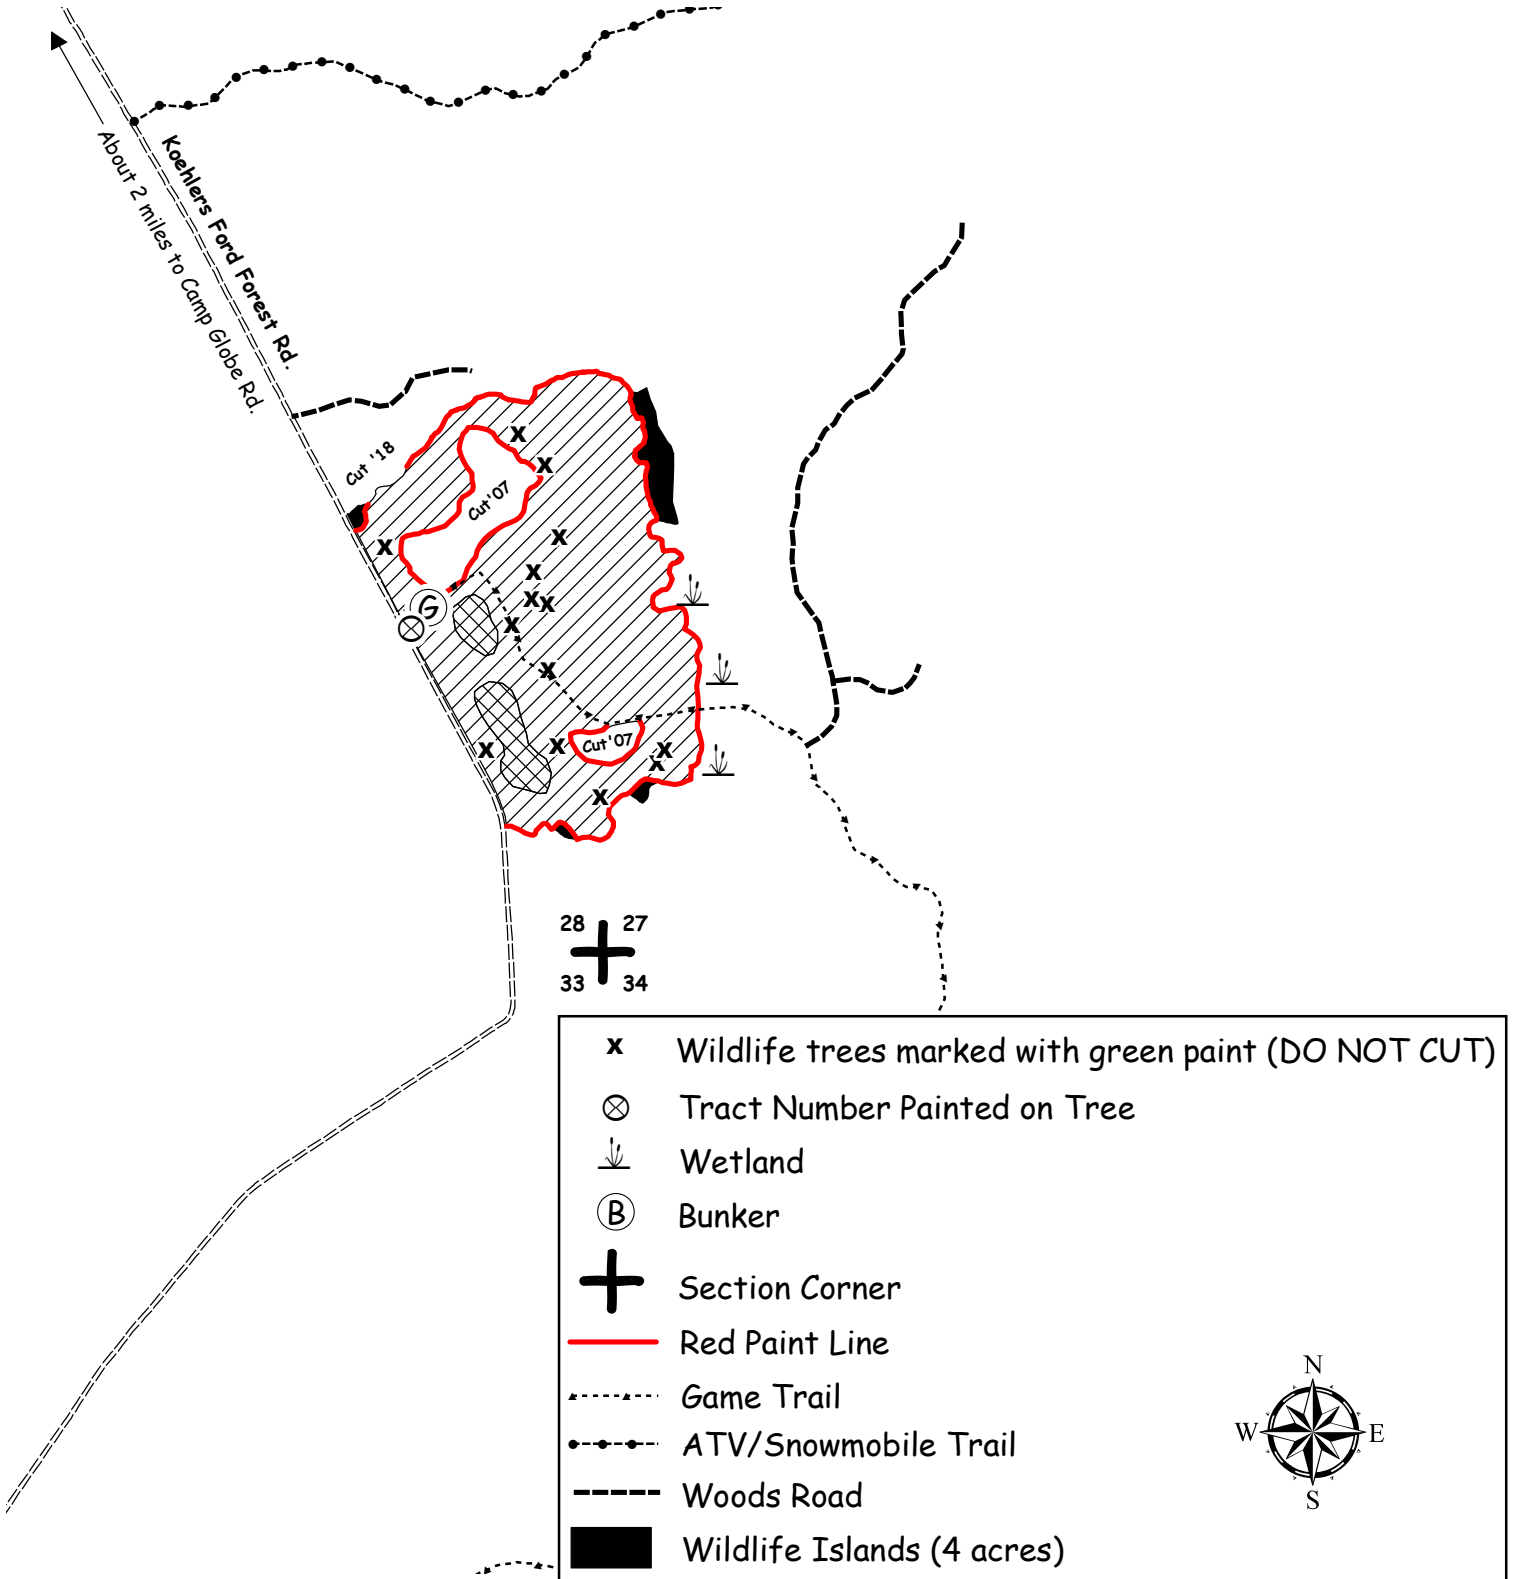 Koehlers Ford Forest Rd.
About 2 miles to Camp Globe Rd.
Cut '18
Cut '07
G
Cut '07
28 27
33 34
x Wildlife trees marked with green paint (DO NOT CUT)
Tract Number Painted on Tree
Wetland
B Bunker
Section Corner
Red Paint Line
Game Trail
ATV/Snowmobile Trail
Woods Road
Wildlife Islands (4 acres)
N
W E
S